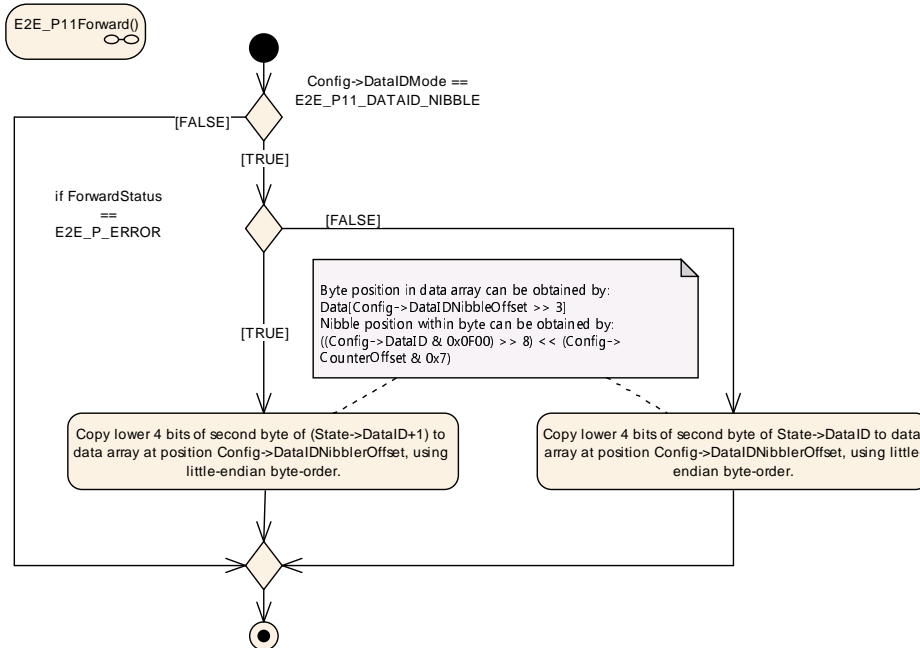 E2E_P11Forward()
Config->DataIDMode ==
E2E_P11_DATAID_NIBBLE
[FALSE]
[TRUE]
if ForwardStatus
==
E2E_P_ERROR
[FALSE]
Byte position in data array can be obtained by:
Data[Config->DataIDNibbleOffset >> 3]
Nibble position within byte can be obtained by:
((Config->DataID & 0x0F00) >> 8) << (Config->
CounterOffset & 0x7)
[TRUE]
Copy lower 4 bits of second byte of (State->DataID+1) to
data array at position Config->DataIDNibblerOffset, using
little-endian byte-order.
Copy lower 4 bits of second byte of State->DataID to data
array at position Config->DataIDNibblerOffset, using little-
endian byte-order.